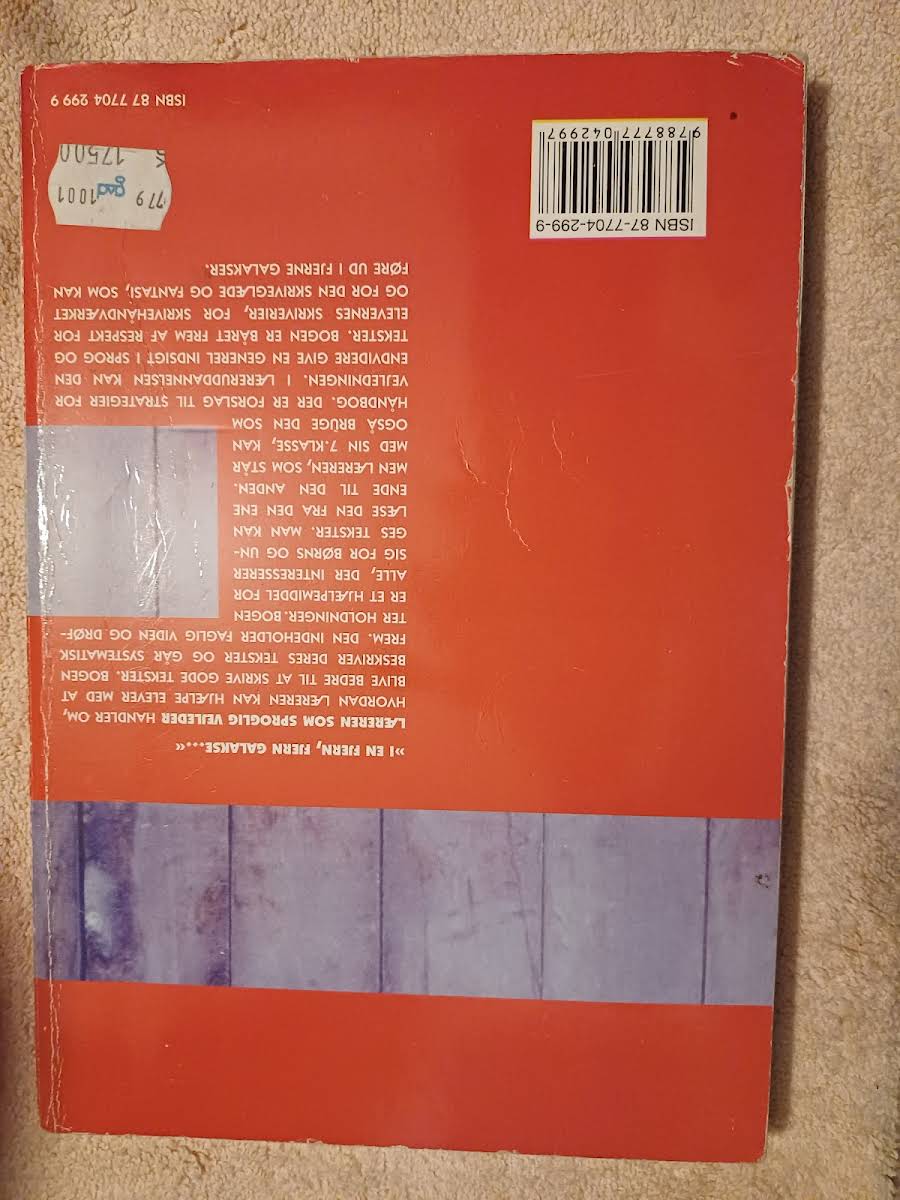 »I EN FJERN, FJERN GALAKSE...«
LÆREREN SOM SPROGLIG VEJLEDER HANDLER OM,
HVORDAN LÆREREN KAN HJÆLPE ELEVER MED AT
BLIVE BEDRE TIL AT SKRIVE GODE TEKSTER. BOGEN
BESKRIVER DERES TEKSTER OG GÅR SYSTEMATISK
FREM. DEN INDEHOLDER FAGLIG VIDEN OG DRØF-
TER HOLDNINGER. BOGEN
ER ET HJÆLPEMIDDEL FOR
ALLE, DER INTERESSERER
SIG FOR BØRNS OG UN-
GES TEKSTER. MAN KAN
LÆSE DEN FRA DEN ENE
ENDE TIL DEN ANDEN.
MEN LÆREREN, SOM STÅR
MED SIN 7.KLASSE, KAN
OGSÅ BRUGE DEN SOM
HÅNDBOG. DER ER FORSLAG TIL STRATEGIER FOR
VEJLEDNINGEN. I LÆRERUDDANNELSEN KAN DEN
ENDVIDERE GIVE EN GENEREL INDSIGT I SPROG OG
TEKSTER. BOGEN ER BÅRET FREM AF RESPEKT FOR
ELEVERNES SKRIVERIER, FOR SKRIVEHÅNDVÆRKET
OG FOR DEN SKRIVEGLÆDE OG FANTASI, SOM KAN
FØRE UD I FJERNE GALAKSER.
ISBN 87-7704-299-9
9 788777 042997
779 gad 1001
17500
ISBN 87 7704 299 9